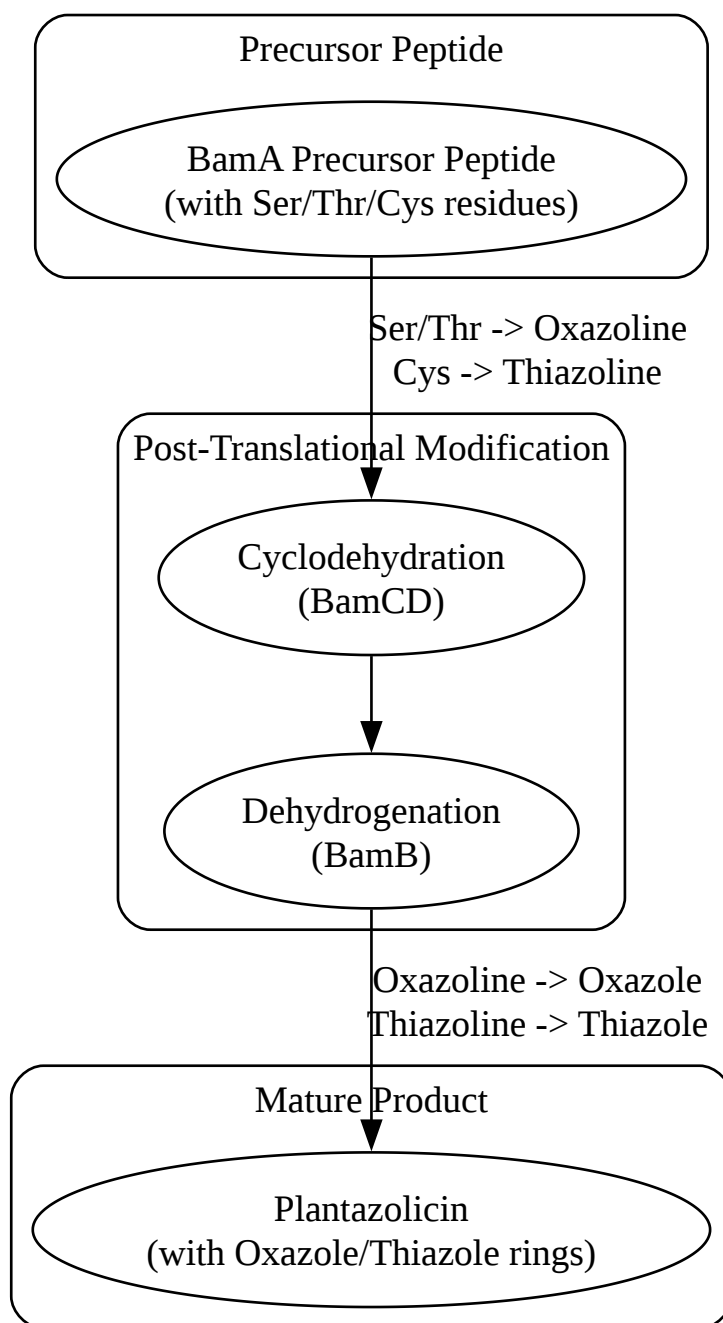 Precursor Peptide
BamA Precursor Peptide
(with Ser/Thr/Cys residues)
Ser/Thr -> Oxazoline
Cys -> Thiazoline
Post-Translational Modification
Cyclodehydration
(BamCD)
Dehydrogenation
(BamB)
Oxazoline -> Oxazole
Thiazoline -> Thiazole
Mature Product
Plantazolicin
(with Oxazole/Thiazole rings)